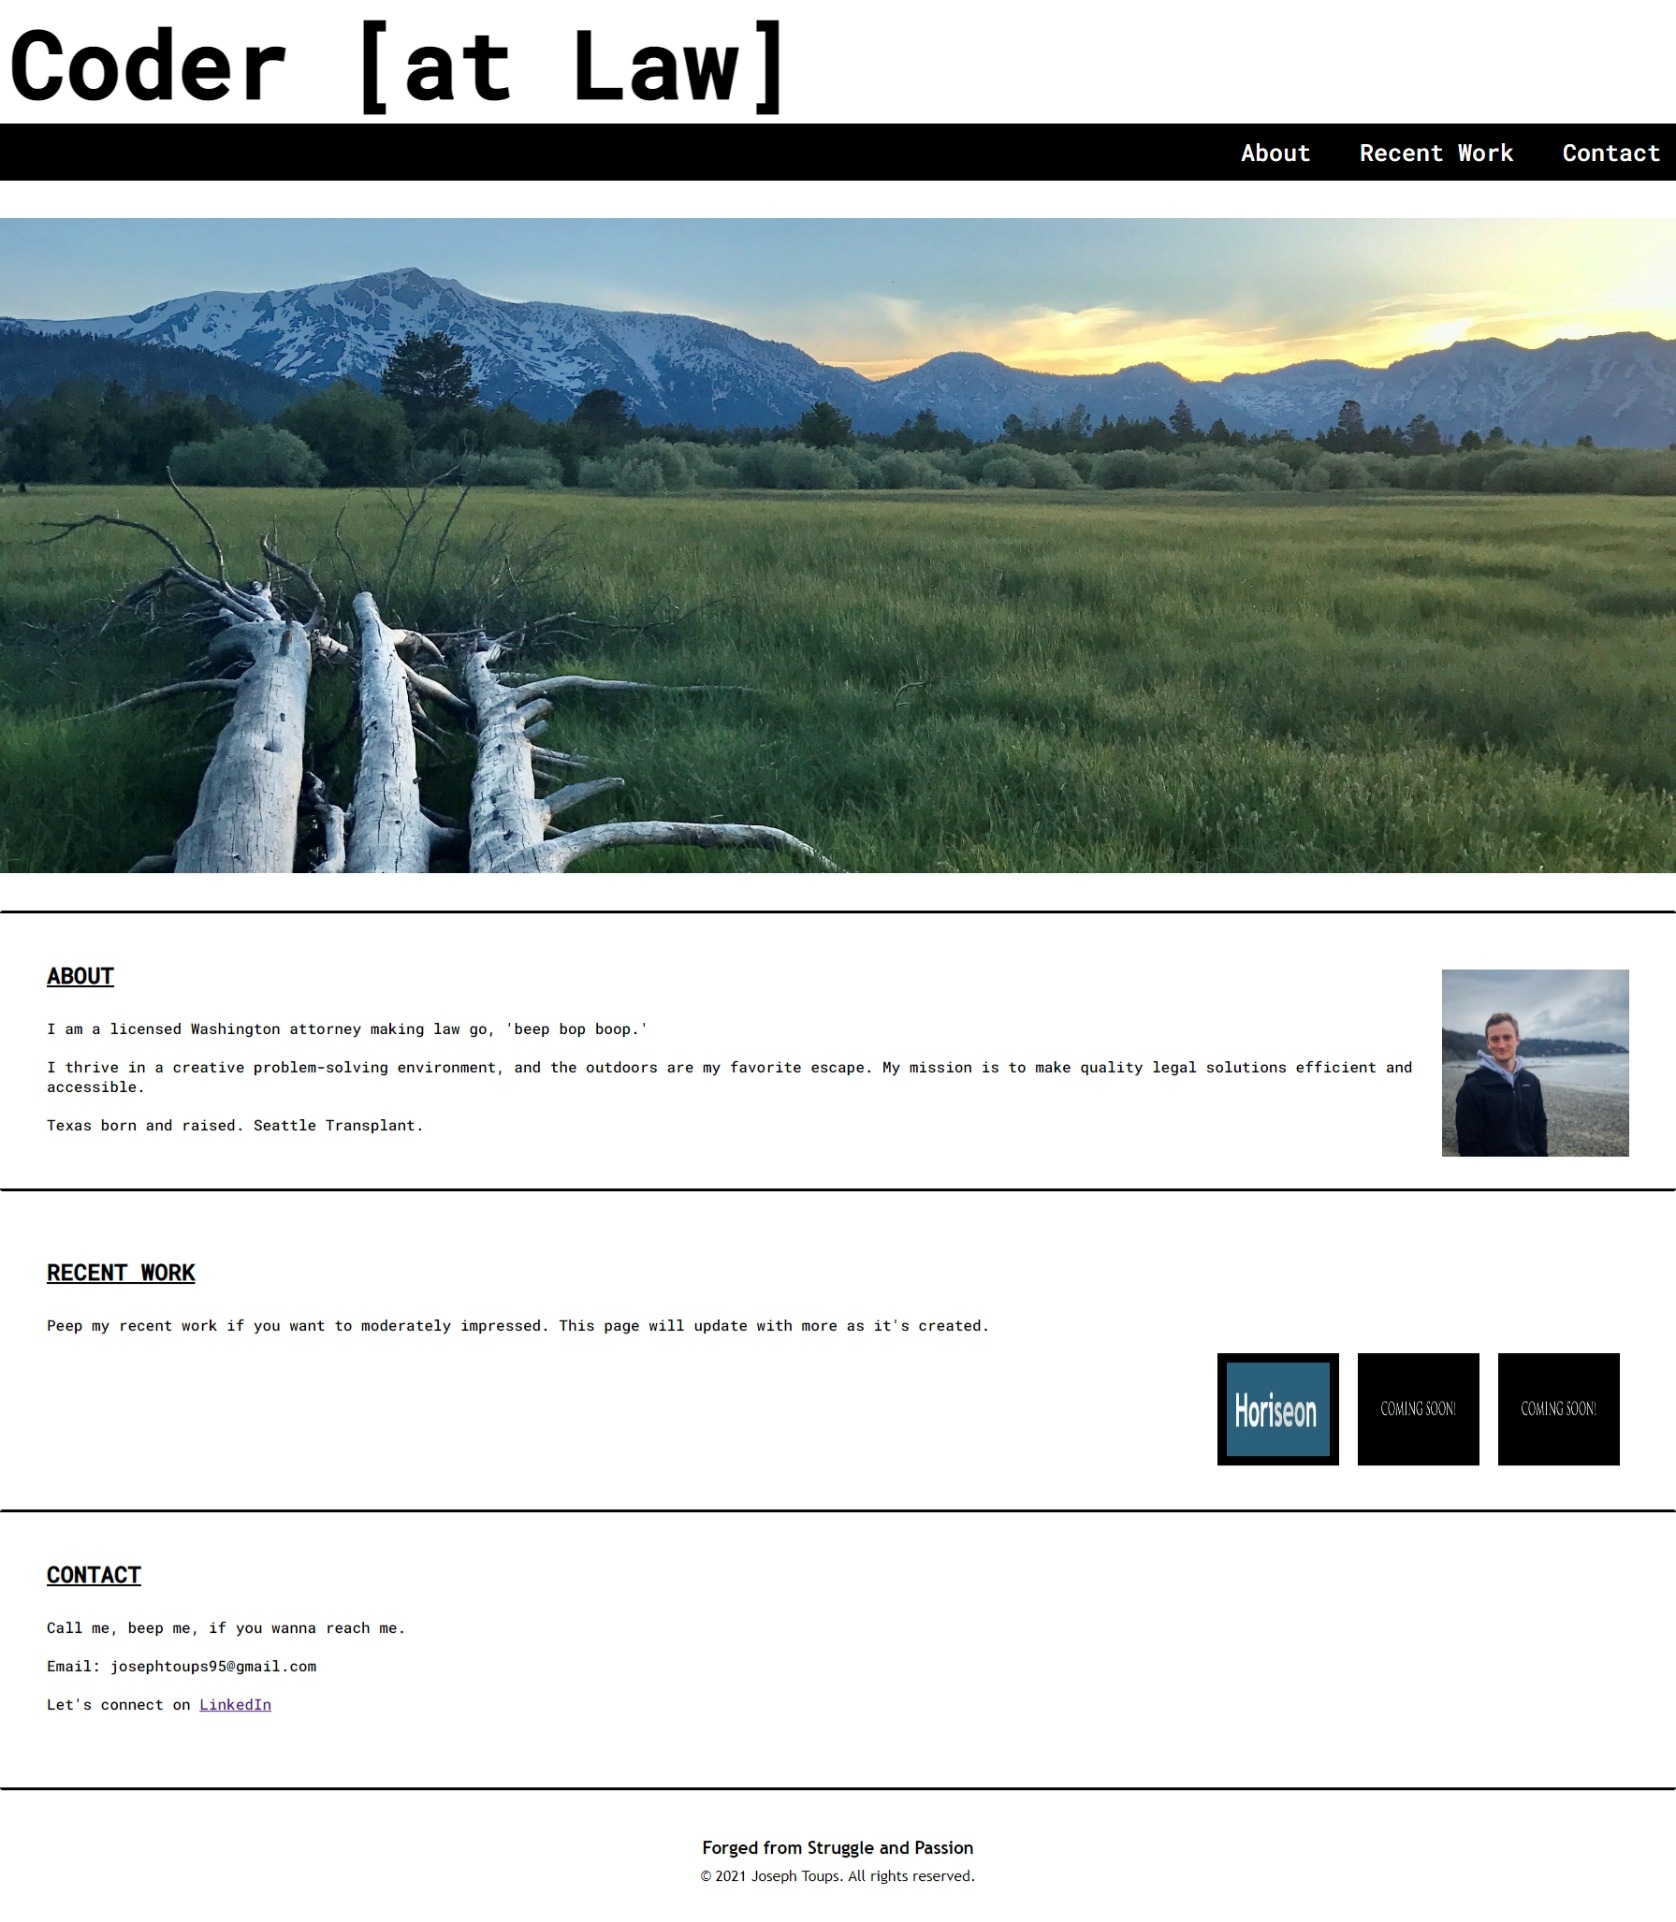 Coder [at Law]
About Recent Work Contact
ABOUT
I am a licensed Washington attorney making law go, 'beep bop boop.'
I thrive in a creative problem-solving environment, and the outdoors are my favorite escape. My mission is to make quality legal solutions efficient and
accessible.
Texas born and raised. Seattle Transplant.
RECENT WORK
Peep my recent work if you want to moderately impressed. This page will update with more as it's created.
Horiseon COMING SOON! COMING SOON!
CONTACT
Call me, beep me, if you wanna reach me.
Email: josephtoups95@gmail.com
Let's connect on LinkedIn
Forged from Struggle and Passion
© 2021 Joseph Toups. All rights reserved.